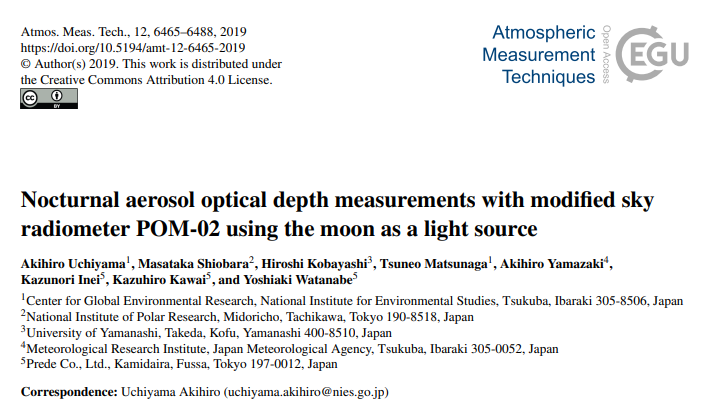 Atmos. Meas. Tech., 12, 6465–6488, 2019
https://doi.org/10.5194/amt-12-6465-2019
© Author(s) 2019. This work is distributed under
the Creative Commons Attribution 4.0 License.
cc BY
Atmospheric
Measurement
Techniques
Open Access
EGU
Nocturnal aerosol optical depth measurements with modified sky
radiometer POM-02 using the moon as a light source
Akihiro Uchiyama1, Masataka Shiobara2, Hiroshi Kobayashi3, Tsuneo Matsunaga1, Akihiro Yamazaki4,
Kazunori Inei5, Kazuhiro Kawai5, and Yoshiaki Watanabe5
1Center for Global Environmental Research, National Institute for Environmental Studies, Tsukuba, Ibaraki 305-8506, Japan
2National Institute of Polar Research, Midoricho, Tachikawa, Tokyo 190-8518, Japan
3University of Yamanashi, Takeda, Kofu, Yamanashi 400-8510, Japan
4Meteorological Research Institute, Japan Meteorological Agency, Tsukuba, Ibaraki 305-0052, Japan
5Prede Co., Ltd., Kamidaira, Fussa, Tokyo 197-0012, Japan
Correspondence: Uchiyama Akihiro (uchiyama.akihiro@nies.go.jp)